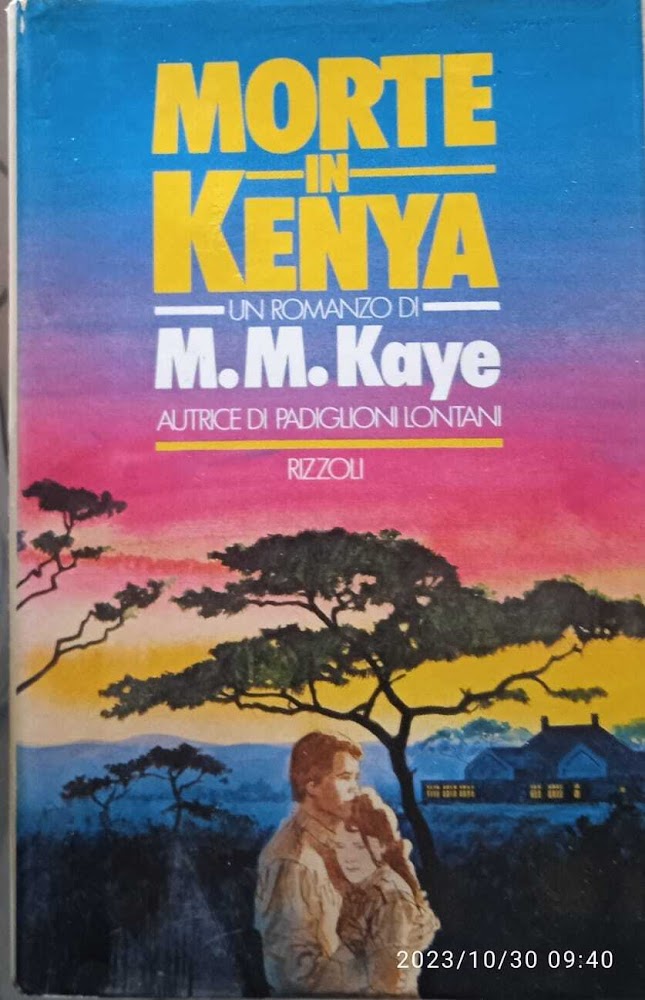 MORTE
IN
KENYA
UN ROMANZO DI
M.M. Kaye
AUTRICE DI PADIGLIONI LONTANI
RIZZOLI
2023/10/30 09:40